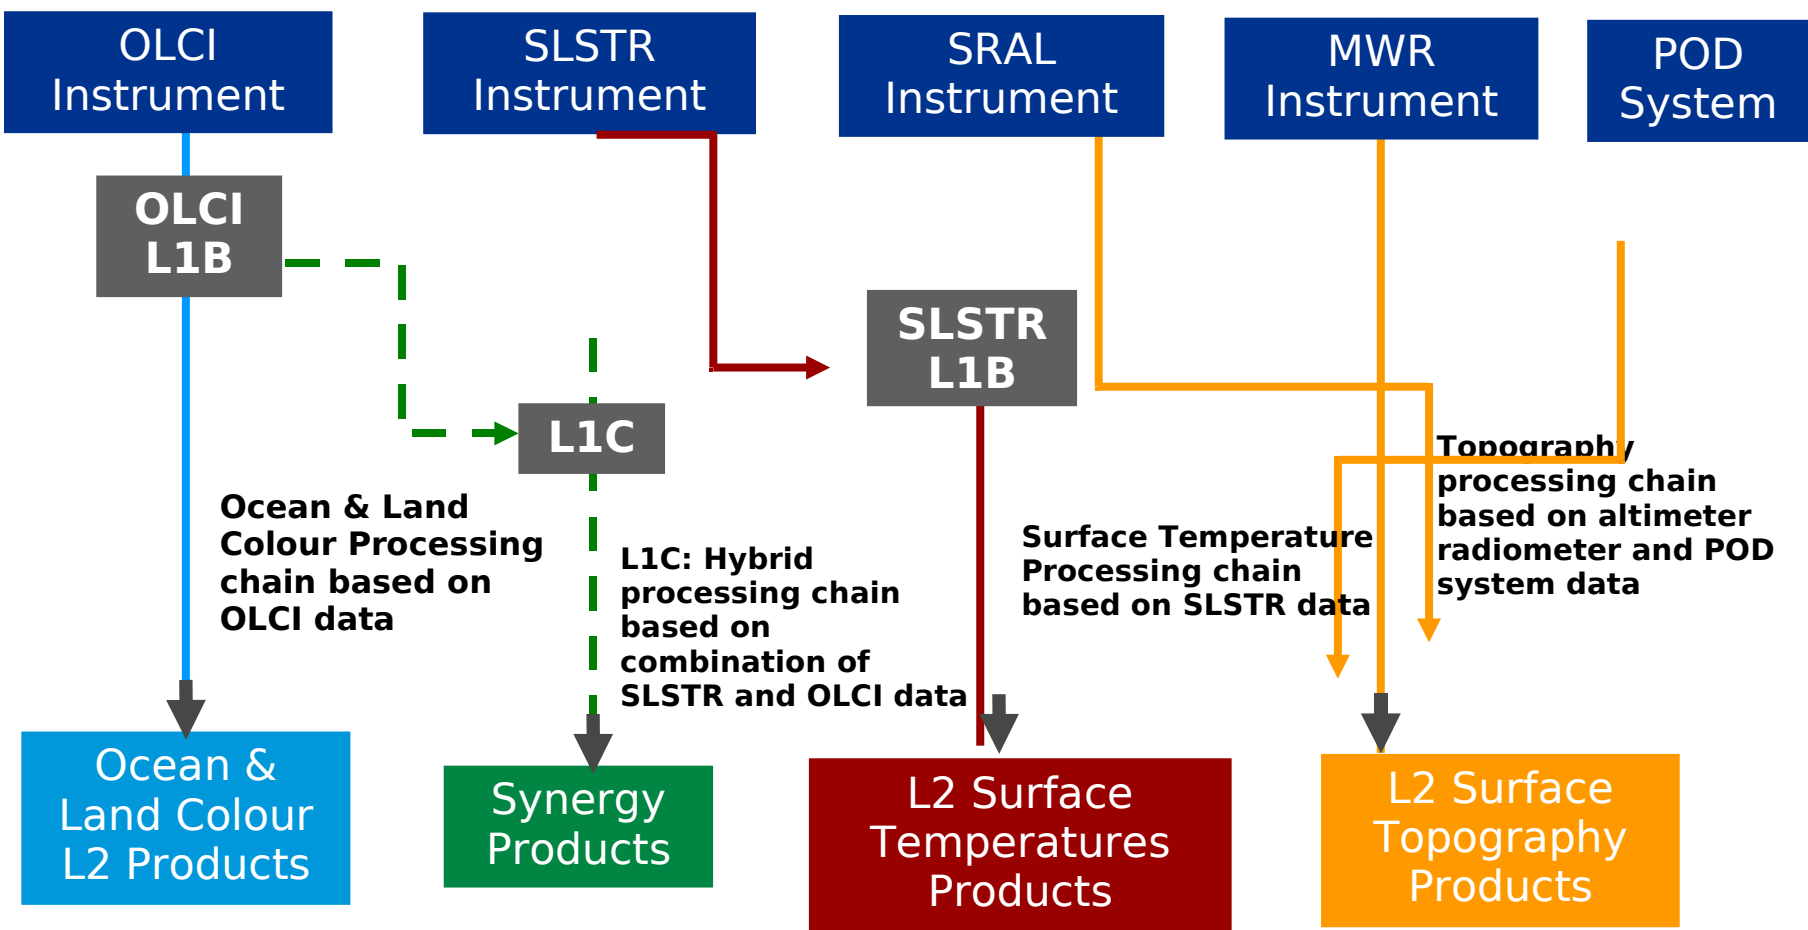 OLCI
Instrument
SLSTR
Instrument
SRAL
Instrument
MWR
Instrument
POD
System
OLCI
L1B
SLSTR
L1B
L1C
Ocean & Land
Colour Processing
chain based on
OLCI data
L1C: Hybrid
processing chain
based on
combination of
SLSTR and OLCI data
Surface Temperature
Processing chain
based on SLSTR data
Topography
processing chain
based on altimeter
radiometer and POD
system data
Ocean &
Land Colour
L2 Products
Synergy
Products
L2 Surface
Temperatures
Products
L2 Surface
Topography
Products